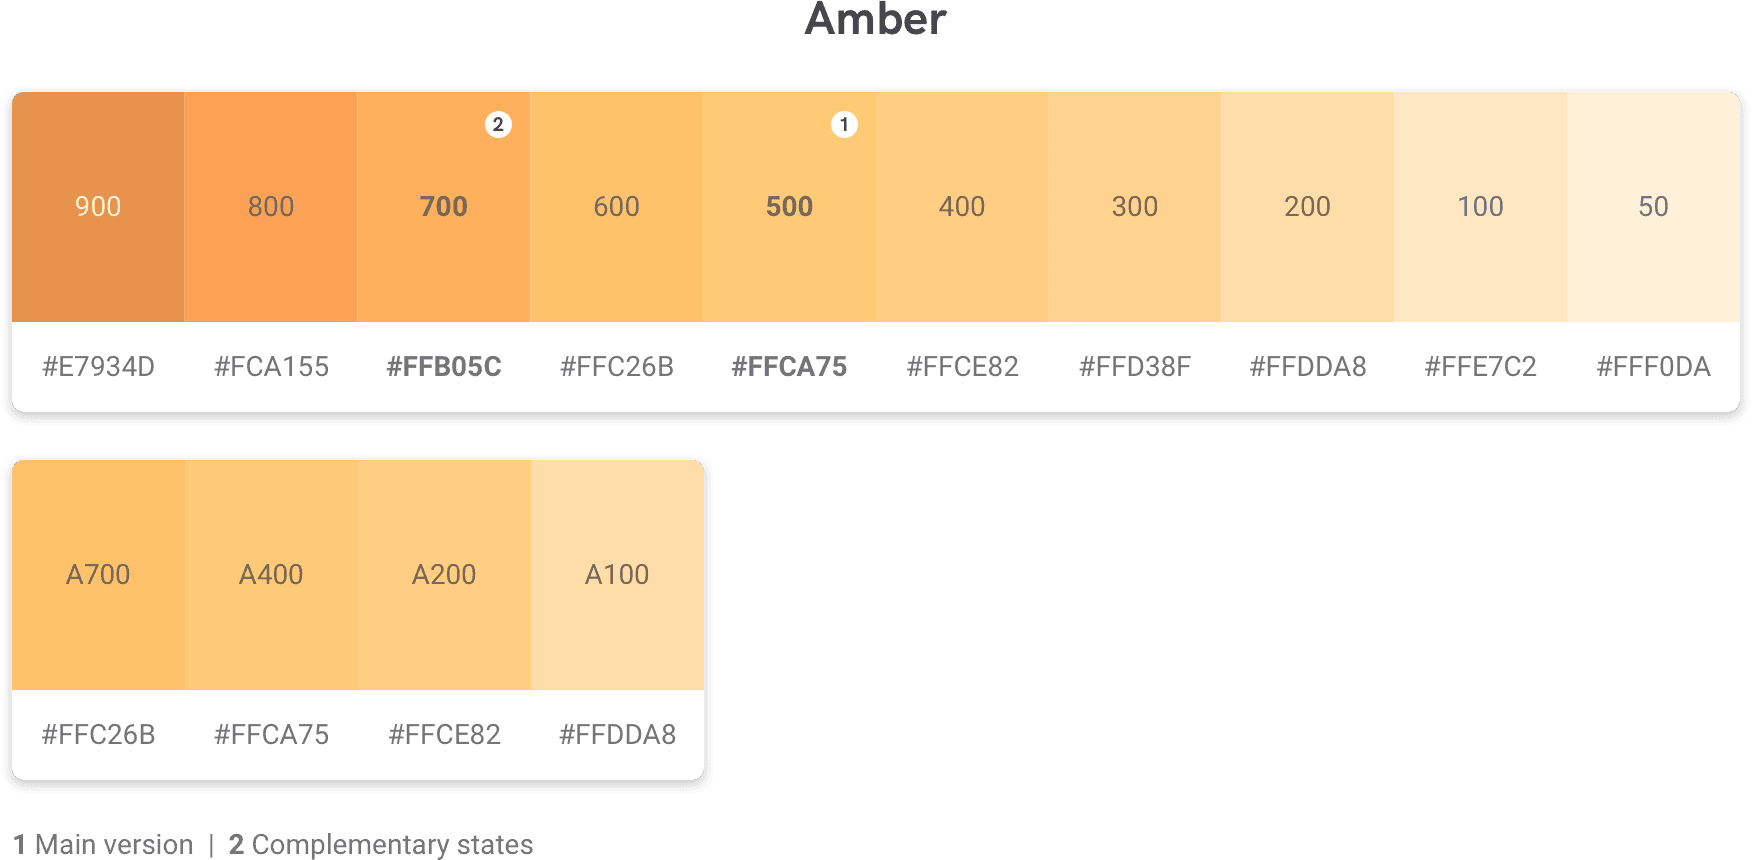 Amber
2 1
900 800 700 600 500 400 300 200 100 50
#E7934D #FCA155 #FFB05C #FFC26B #FFCA75 #FFCE82 #FFD38F #FFDDA8 #FFE7C2 #FFF0DA
A700 A400 A200 A100
#FFC26B #FFCA75 #FFCE82 #FFDDA8
1 Main version | 2 Complementary states